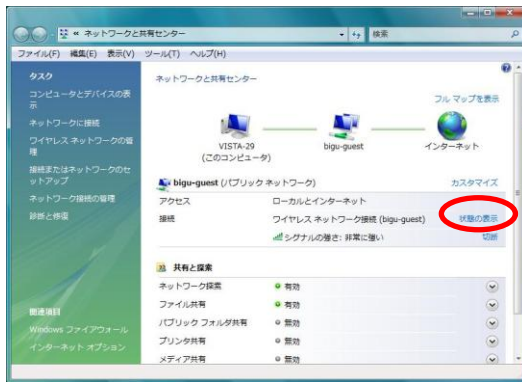 « ネットワークと共有センター
検索
ファイル(F) 編集(E) 表示(V) ツール(T) ヘルプ(H)
タスク
コンピュータとデバイスの表
示
ネットワークに接続
ワイヤレス ネットワークの管
理
接続またはネットワークのセ
ットアップ
ネットワーク接続の管理
診断と修復
関連項目
Windows ファイアウォール
インターネット オプション
ネットワークと共有センター
フル マップを表示
VISTA-29
(このコンピュータ)
bigu-guest
インターネット
bigu-guest (パブリック ネットワーク)
カスタマイズ
アクセス
ローカルとインターネット
接続
ワイヤレス ネットワーク接続 (bigu-guest)
状態の表示
シグナルの強さ: 非常に強い
切断
共有と探索
ネットワーク探索
有効
ファイル共有
有効
パブリック フォルダ共有
無効
プリンタ共有
無効
メディア共有
無効